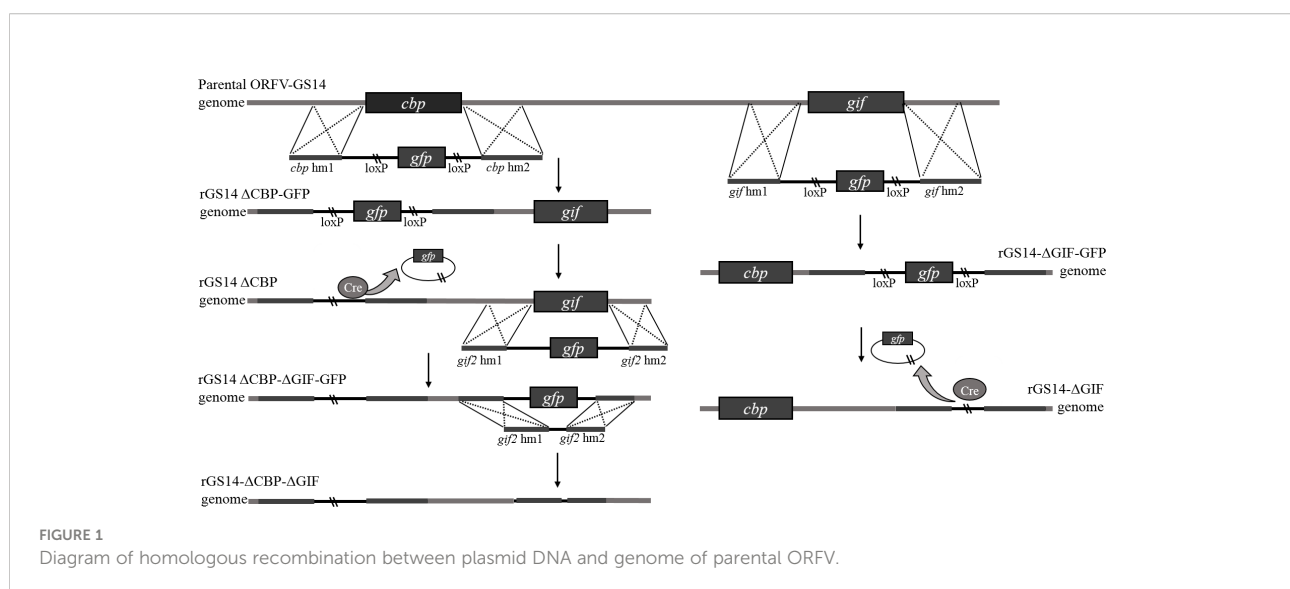 Parental ORFV-GS14
genome
cbp
gif
cbp hm1
loxP
gfp
loxP
cbp hm2
gif hm1
loxP
gfp
loxP
gif hm2
rGS14 ΔCBP-GFP
genome
loxP
gfp
loxP
gif
rGS14-ΔGIF-GFP
genome
cbp
loxP
gfp
loxP
rGS14 ΔCBP
genome
Cre
gfp
gif
gif2 hm1
gfp
gif2 hm2
gfp
Cre
rGS14-ΔGIF
genome
cbp
rGS14 ΔCBP-ΔGIF-GFP
genome
gfp
gif2 hm1
gif2 hm2
rGS14-ΔCBP-ΔGIF
genome
FIGURE 1
Diagram of homologous recombination between plasmid DNA and genome of parental ORFV.